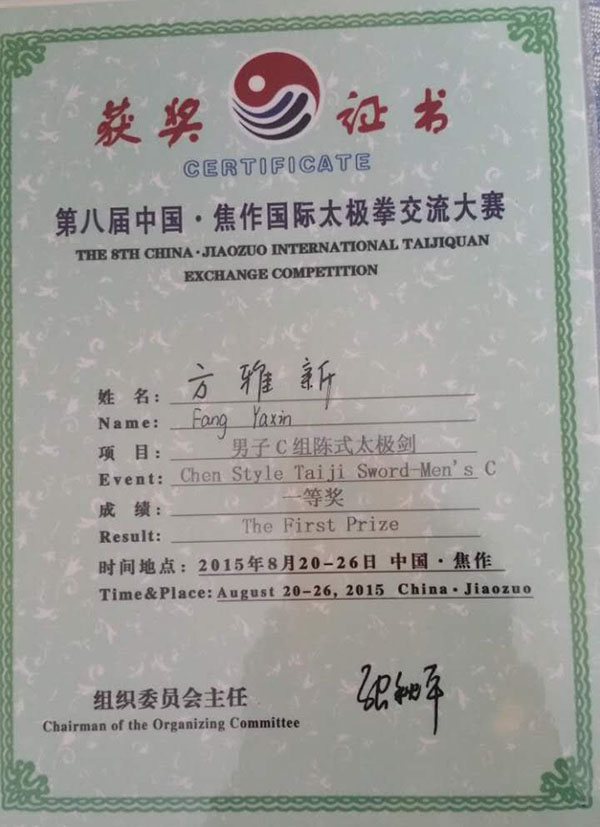 获奖 证书
CERTIFICATE
第八届中国·焦作国际太极拳交流大赛
THE 8TH CHINA·JIAOZUO INTERNATIONAL TAIJIQUAN
EXCHANGE COMPETITION
姓 名: 方雅新
Name: Fang Yaxin
项 目: 男子C组陈式太极剑
Event: Chen Style Taiji Sword-Men's C
成 绩: 一等奖
Result: The First Prize
时间地点: 2015年8月20-26日 中国·焦作
Time&Place: August 20-26, 2015 China·Jiaozuo
组织委员会主任
Chairman of the Organizing Committee